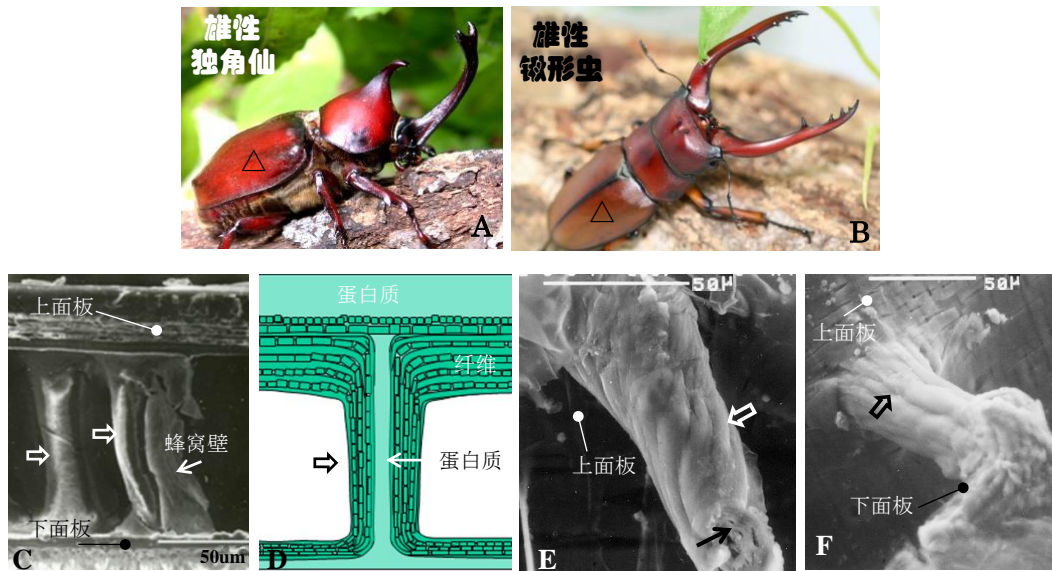 雄性
独角仙
△
A
雄性
锹形虫
△
B
上面板
蜂窝壁
下面板
50um
C
蛋白质
纤维
蛋白质
D
50μ
上面板
E
50μ
上面板
下面板
F